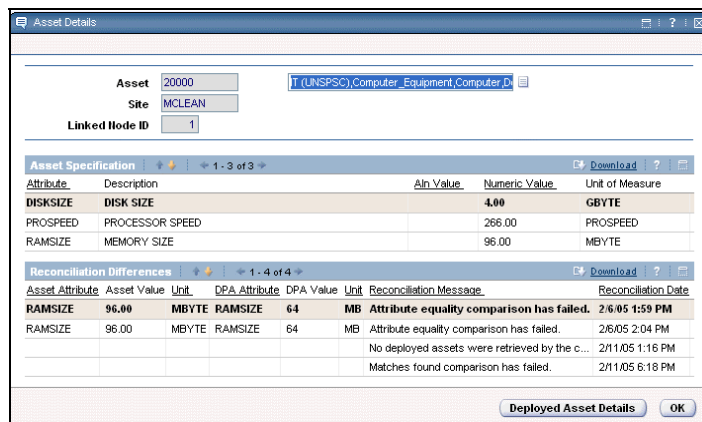 Asset Details ?
Asset 20000 IT (UNSPSC),Computer_Equipment,Computer,De
Site MCLEAN
Linked Node ID 1
Asset Specification 1 - 3 of 3 Download ?
Attribute Description Aln Value Numeric Value Unit of Measure
DISKSIZE DISK SIZE 4.00 GBYTE
PROSPEED PROCESSOR SPEED 266.00 PROSPEED
RAMSIZE MEMORY SIZE 96.00 MBYTE
Reconciliation Differences 1 - 4 of 4 Download ?
Asset Attribute Asset Value Unit DPA Attribute DPA Value Unit Reconciliation Message Reconciliation Date
RAMSIZE 96.00 MBYTE RAMSIZE 64 MB Attribute equality comparison has failed. 2/6/05 1:59 PM
RAMSIZE 96.00 MBYTE RAMSIZE 64 MB Attribute equality comparison has failed. 2/6/05 2:04 PM
No deployed assets were retrieved by the c... 2/11/05 1:16 PM
Matches found comparison has failed. 2/11/05 6:18 PM
Deployed Asset Details OK